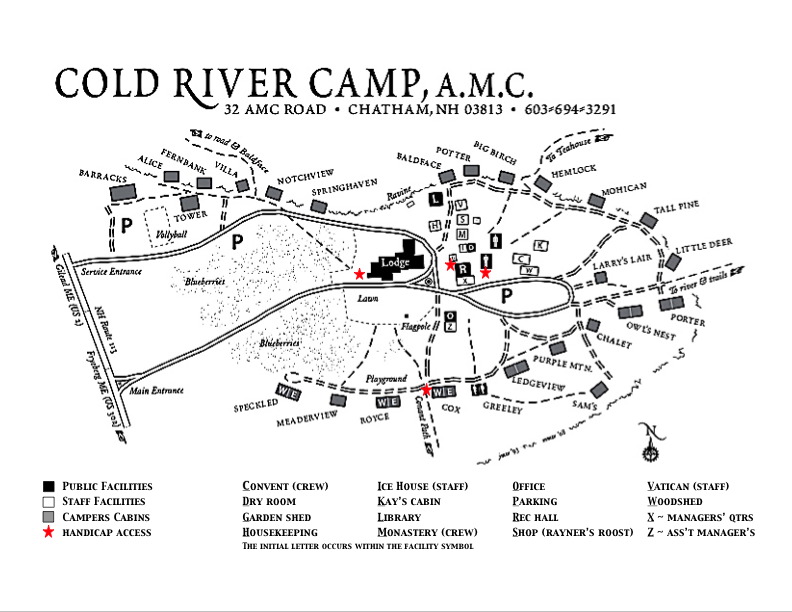 COLD RIVER CAMP, A.M.C.
32 AMC ROAD • CHATHAM, NH 03813 • 603-694-3291
To road & Baldface
To Teahouse
BARRACKS
ALICE
FERNBANK
VILLA
NOTCHVIEW
SPRINGHAVEN
Ravine
BALDFACE
POTTER
BIG BIRCH
HEMLOCK
MOHICAN
TALL PINE
LITTLE DEER
TOWER
P
Vollyball
P
L
V
S
H
M
I
D
K
C
W
R
X
Lodge
LARRY'S LAIR
To river & trails
Service Entrance
Blueberries
Lawn
P
Gilead ME (US 2)
NH Route 113
Fryeberg ME (US 302)
Flagpole
O
Z
OWL'S NEST
PORTER
CHALET
Blueberries
PURPLE MTN.
LEDGEVIEW
SAM'S
Main Entrance
Playground
W E
W E
W E
SPECKLED
MEADERVIEW
ROYCE
Conant Path
COX
GREELEY
N
PUBLIC FACILITIES
STAFF FACILITIES
CAMPERS CABINS
HANDICAP ACCESS
CONVENT (CREW)
DRY ROOM
GARDEN SHED
HOUSEKEEPING
ICE HOUSE (STAFF)
KAY'S CABIN
LIBRARY
MONASTERY (CREW)
OFFICE
PARKING
REC HALL
SHOP (RAYNER'S ROOST)
VATICAN (STAFF)
WOODSHED
X ~ MANAGERS' QTRS
Z ~ ASS'T MANAGER'S
THE INITIAL LETTER OCCURS WITHIN THE FACILITY SYMBOL